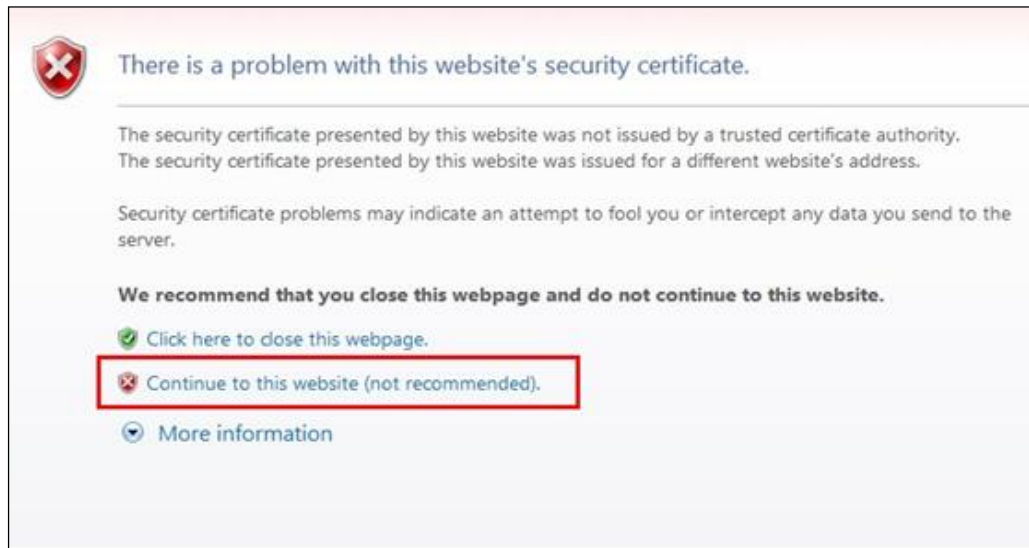 There is a problem with this website's security certificate.
The security certificate presented by this website was not issued by a trusted certificate authority.
The security certificate presented by this website was issued for a different website's address.
Security certificate problems may indicate an attempt to fool you or intercept any data you send to the
server.
We recommend that you close this webpage and do not continue to this website.
Click here to close this webpage.
Continue to this website (not recommended).
More information